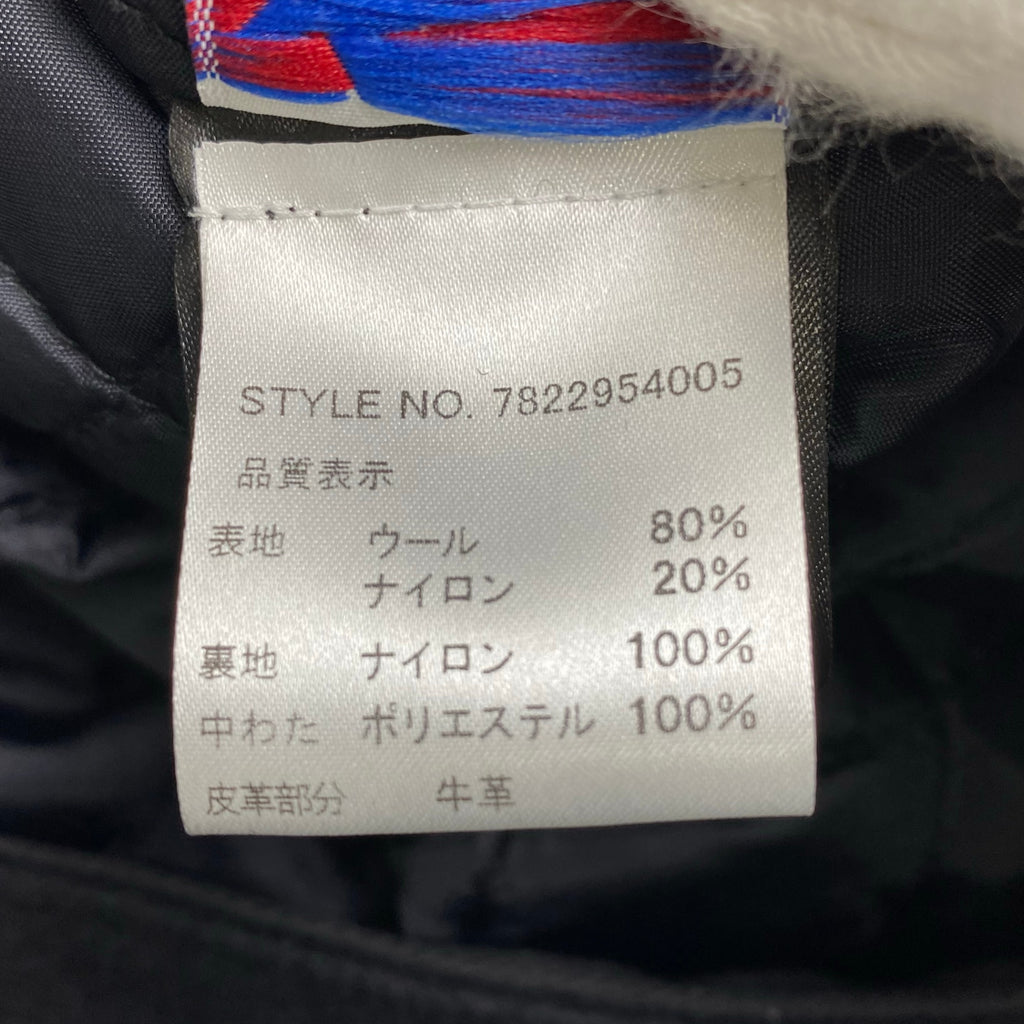 STYLE NO. 7822954005
品質表示
表地 ウール 80%
ナイロン 20%
裏地 ナイロン 100%
中わた ポリエステル 100%
皮革部分 牛革